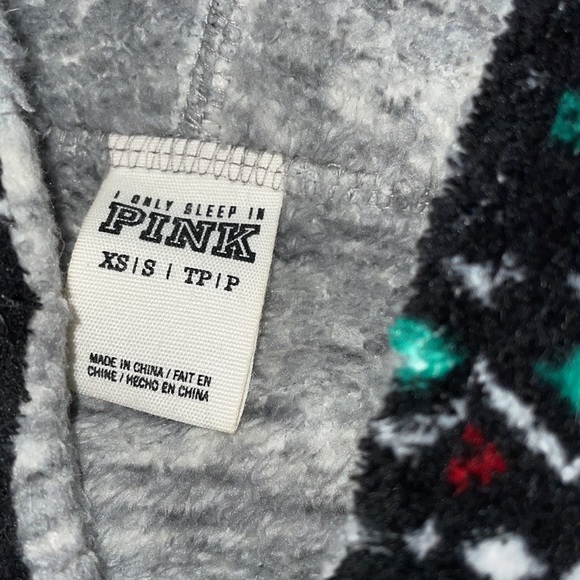 I ONLY SLEEP IN
PINK
XS|S | TP|P
MADE IN CHINA / FAIT EN
CHINE / HECHO EN CHINA